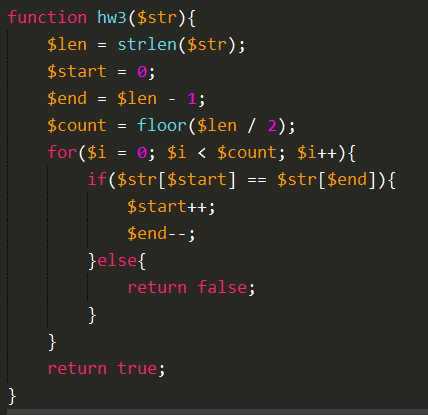 function hw3($str){
    $len = strlen($str);
    $start = 0;
    $end = $len - 1;
    $count = floor($len / 2);
    for($i = 0; $i < $count; $i++){
        if($str[$start] == $str[$end]){
            $start++;
            $end--;
        }else{
            return false;
        }
    }
    return true;
}